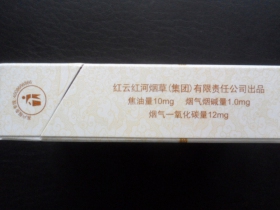 红云红河烟草(集团)有限责任公司出品
焦油量10mg 烟气烟碱量1.0mg
烟气一氧化碳量12mg